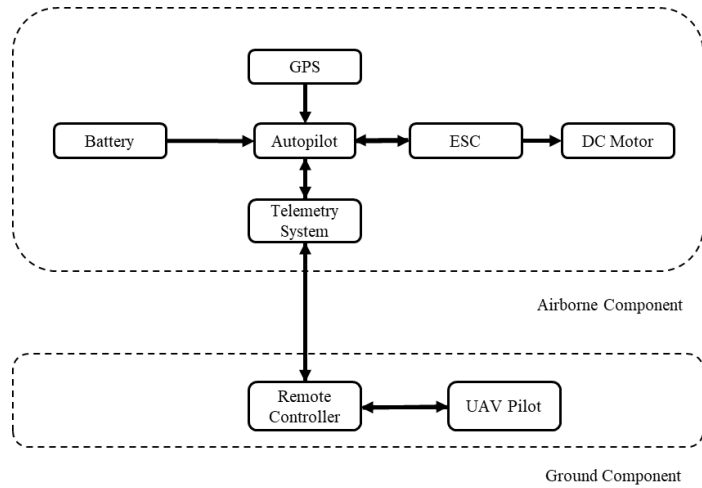 GPS
Battery
Autopilot
ESC
DC Motor
Telemetry
System
Airborne Component
Remote
Controller
UAV Pilot
Ground Component